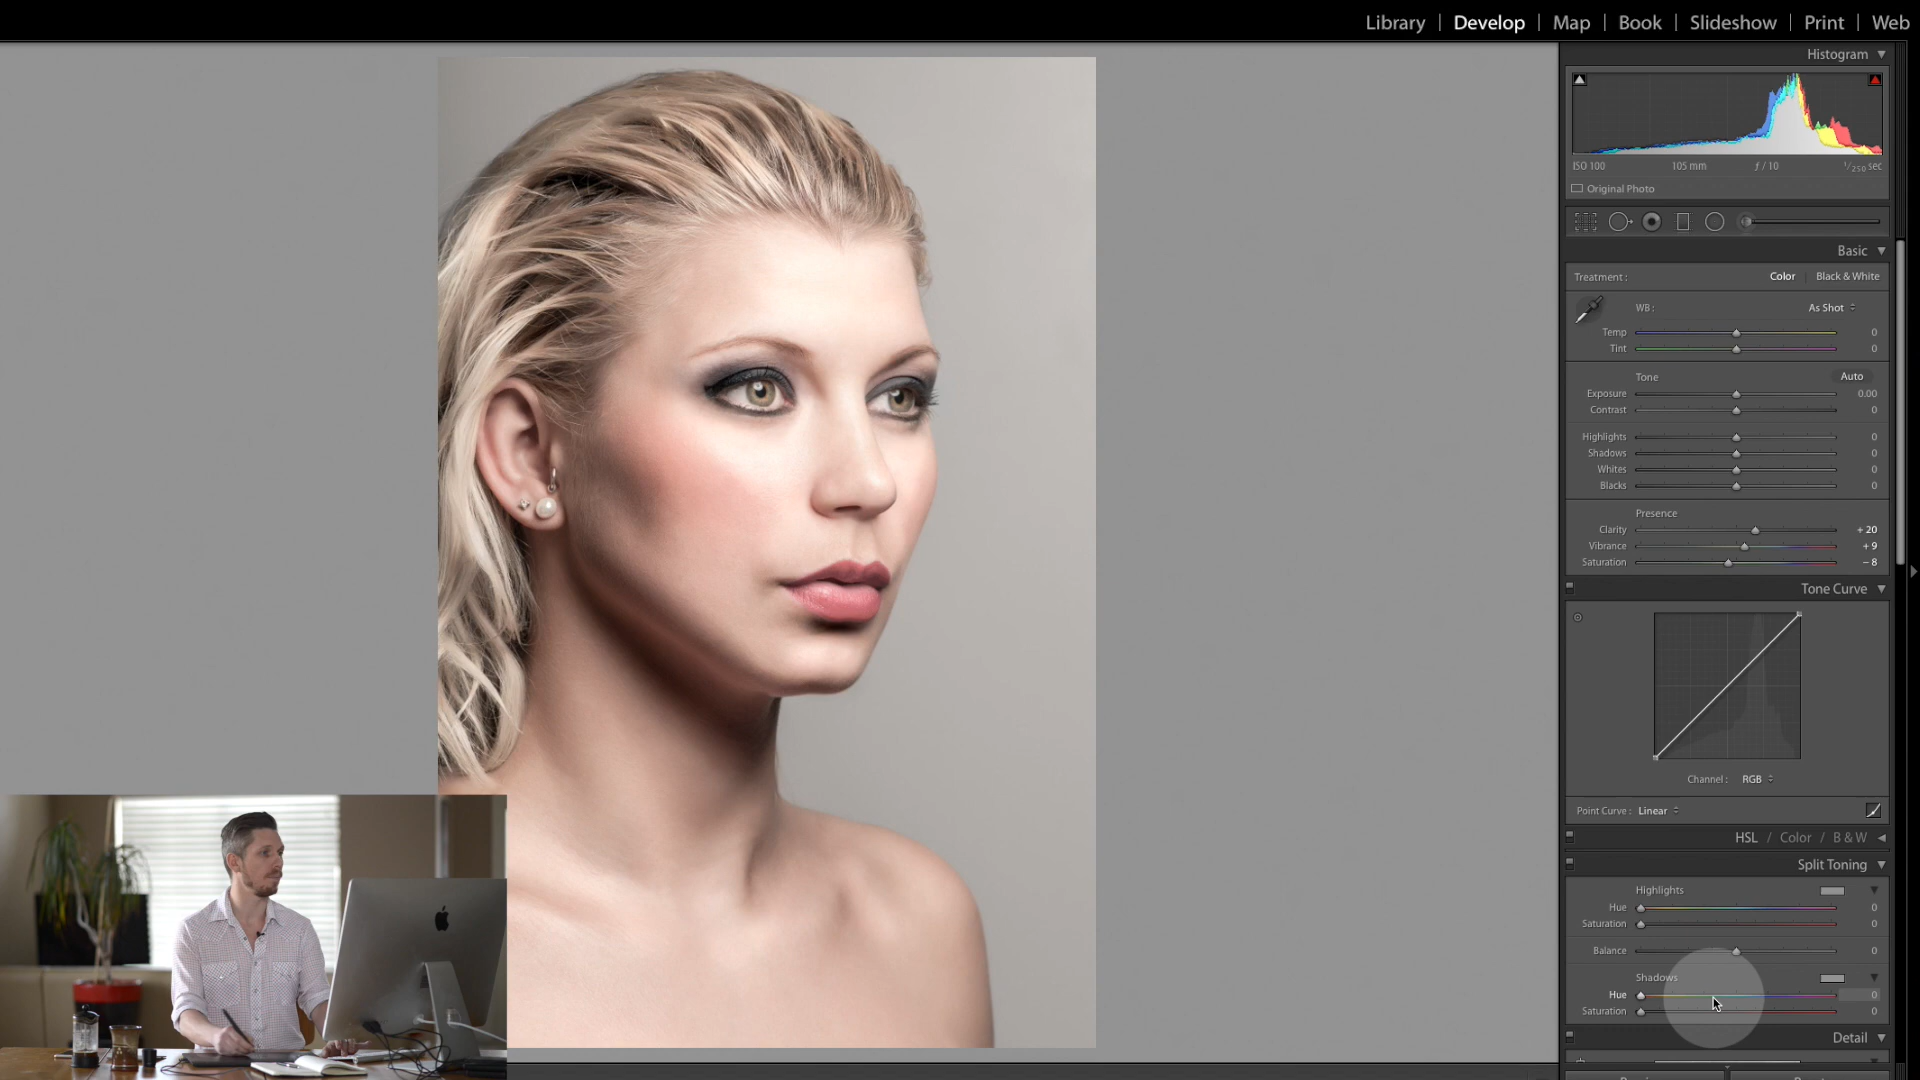 Library | Develop | Map | Book | Slideshow | Print | Web
Histogram
ISO 100 105 mm ƒ / 10 1/250 sec
Original Photo
Basic
Treatment : Color Black & White
WB : As Shot
Temp 0
Tint 0
Tone Auto
Exposure 0.00
Contrast 0
Highlights 0
Shadows 0
Whites 0
Blacks 0
Presence
Clarity + 20
Vibrance + 9
Saturation − 8
Tone Curve
Channel : RGB
Point Curve : Linear
HSL / Color / B & W
Split Toning
Highlights
Hue 0
Saturation 0
Balance 0
Shadows
Hue 0
Saturation 0
Detail